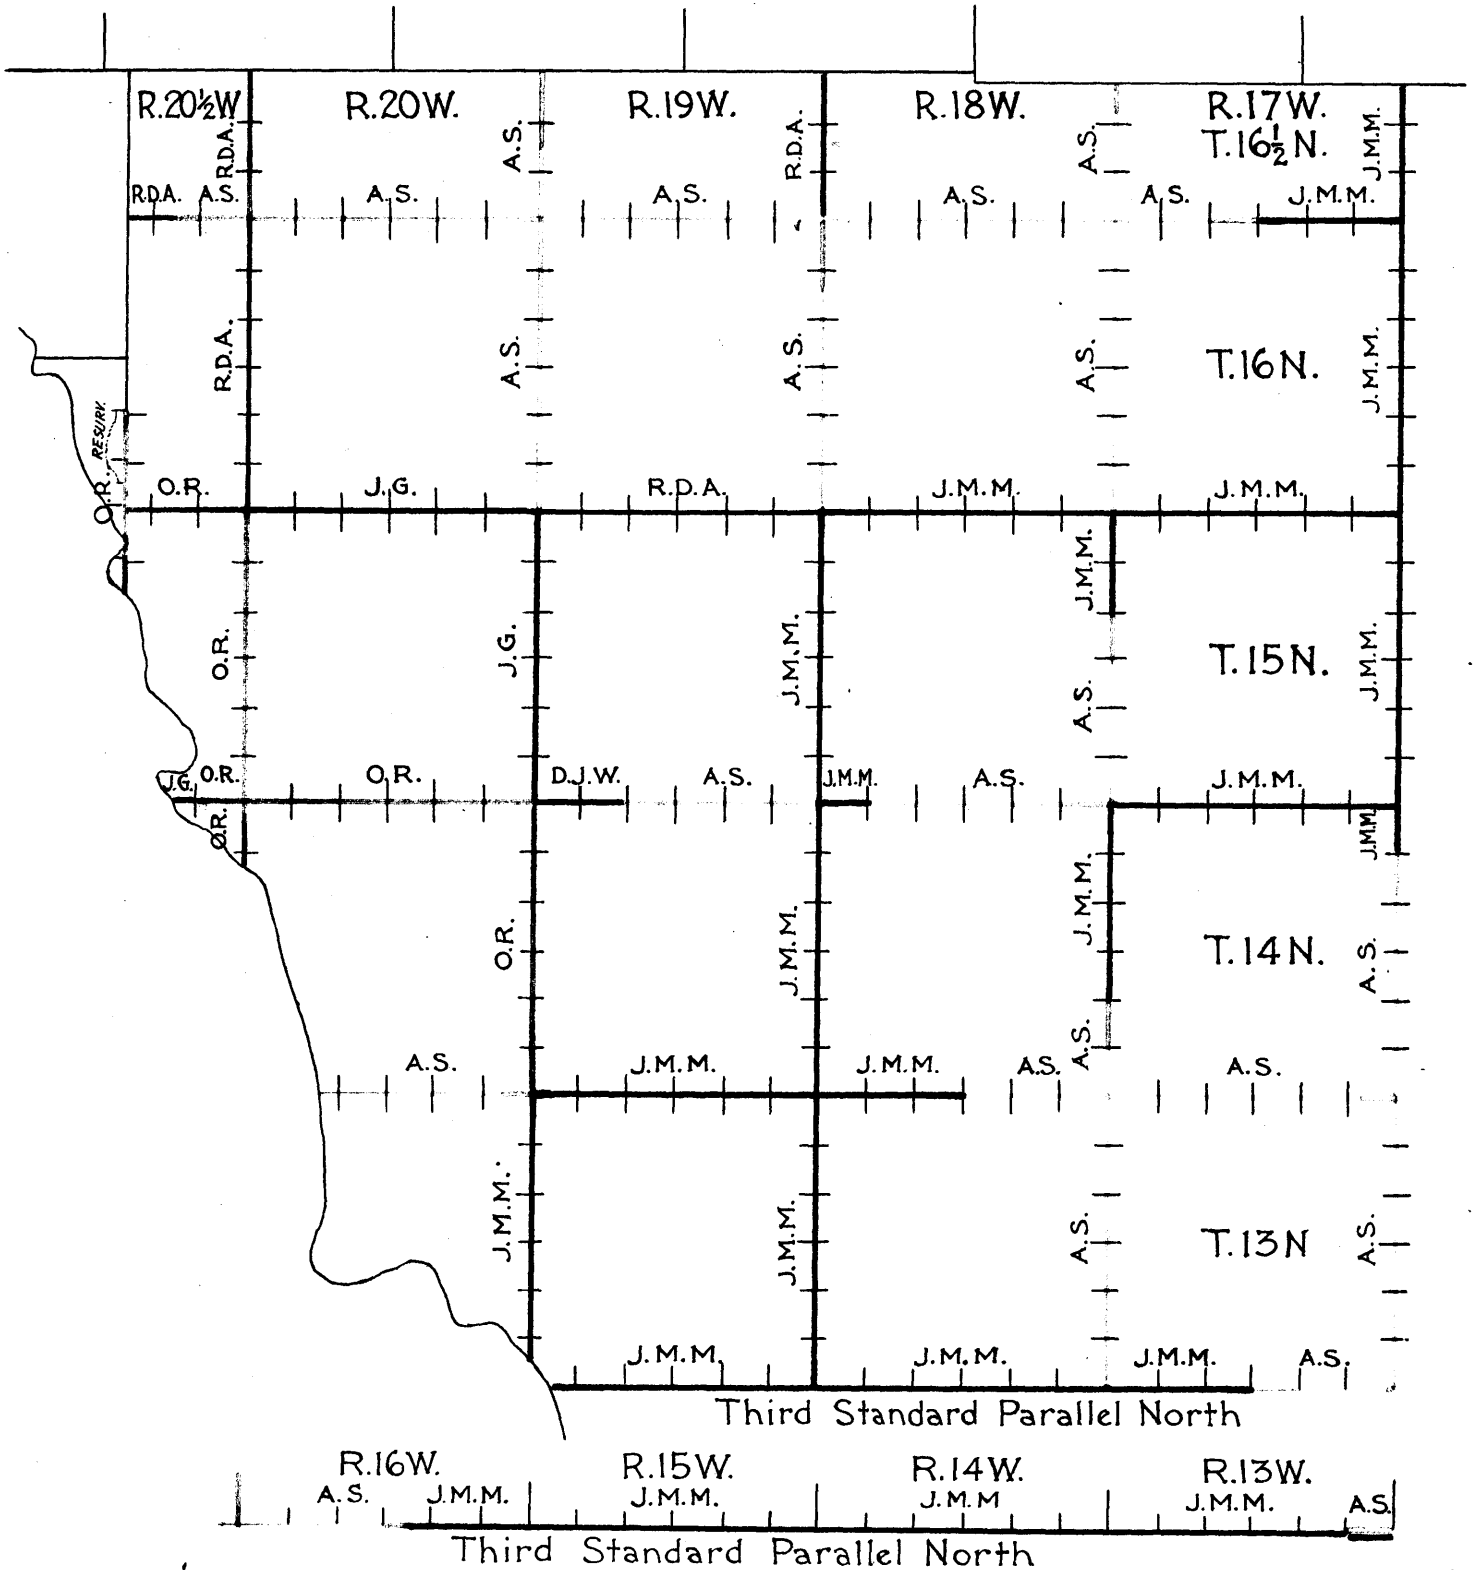 R.20½W R.20W. R.19W. R.18W. R.17W.
T.16½N.
R.D.A. A.S. R.D.A. A.S. J.M.M.
R.D.A. A.S. A.S. A.S. A.S. A.S. J.M.M.
R.D.A. A.S. A.S. A.S. T.16N. J.M.M.
RESURV.
O.R. O.R. J.G. R.D.A. J.M.M. J.M.M.
J.M.M.
O.R. J.G. J.M.M. T.15N. J.M.M.
A.S.
J.G. O.R. O.R. D.J.W. A.S. J.M.M. A.S. J.M.M.
O.R. J.M.M.
J.M.M.
O.R. J.M.M. T.14N. A.S.
A.S.
A.S. J.M.M. J.M.M. A.S. A.S.
J.M.M. J.M.M. A.S. T.13N A.S.
J.M.M. J.M.M. J.M.M. A.S.
Third Standard Parallel North
R.16W. R.15W. R.14W. R.13W.
A.S. J.M.M. J.M.M. J.M.M J.M.M. A.S.
Third Standard Parallel North